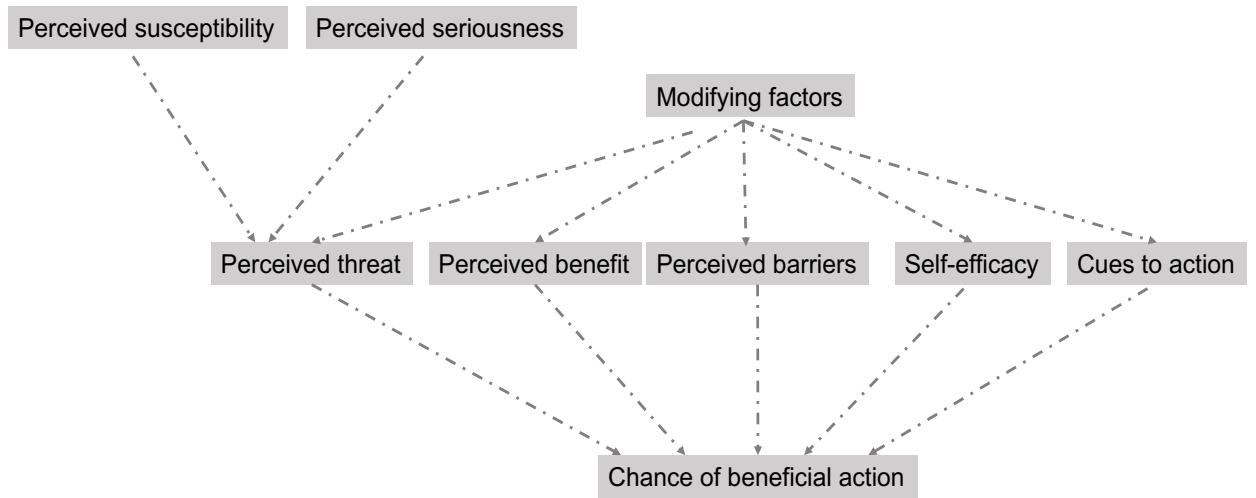 Perceived susceptibility
Perceived seriousness
Modifying factors
Perceived threat
Perceived benefit
Perceived barriers
Self-efficacy
Cues to action
Chance of beneficial action